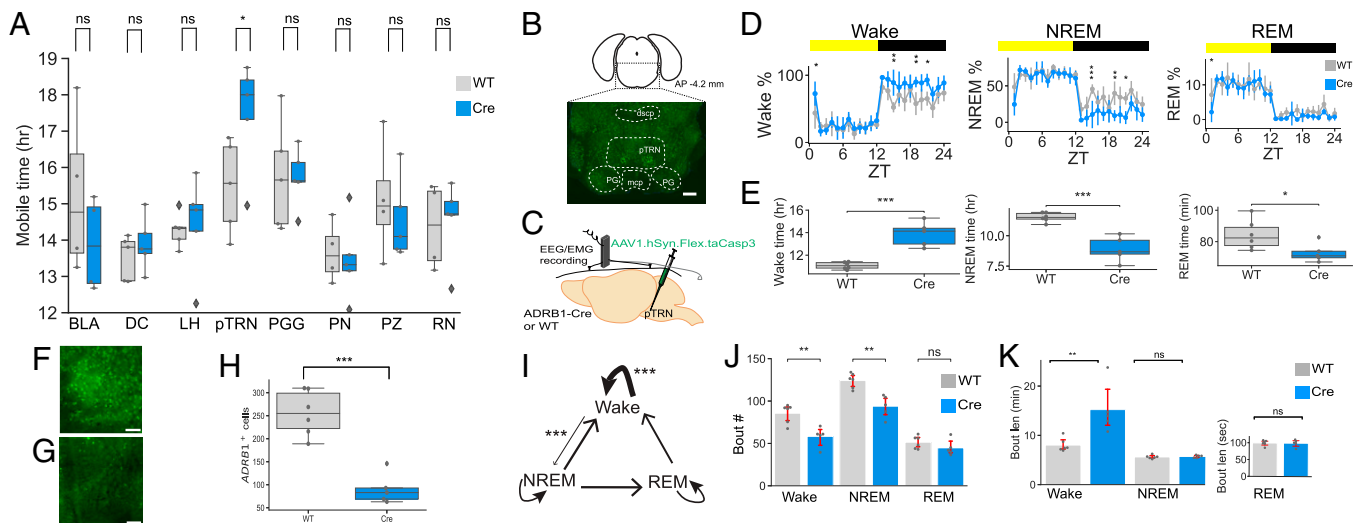 A
ns ns ns * ns ns ns ns
Mobile time (hr)
19
18
17
16
15
14
13
12
WT
Cre
BLA DC LH pTRN PGG PN PZ RN
B
AP -4.2 mm
dscp
pTRN
PG mcp PG
C
EEG/EMG
recording
AAV1.hSyn.Flex.taCasp3
ADRB1-Cre
or WT
pTRN
D
Wake
Wake %
100
50
0
* ** ** *
0 6 12 18 24
ZT
NREM
NREM %
50
0
*** ** *
0 6 12 18 24
ZT
REM
REM %
10
0
*
0 6 12 18 24
ZT
WT
Cre
E
Wake time (hr)
16
14
12
***
WT Cre
NREM time (hr)
10.0
7.5
***
WT Cre
REM time (min)
100
80
*
WT Cre
F
G
H
***
ADRB1+ cells
300
250
200
150
100
50
WT Cre
I
***
Wake
***
NREM REM
J
Bout #
150
100
50
0
** ** ns
WT
Cre
Wake NREM REM
K
Bout len (min)
20
10
0
** ns
WT
Cre
Wake NREM
Bout len (sec)
100
0
ns
REM